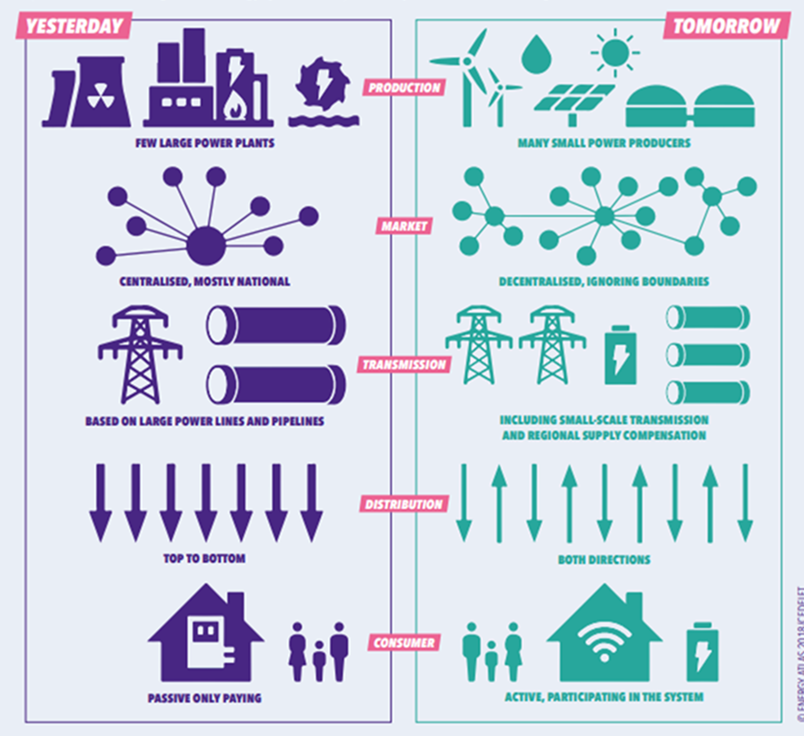 YESTERDAY
TOMORROW
PRODUCTION
FEW LARGE POWER PLANTS
MANY SMALL POWER PRODUCERS
MARKET
CENTRALISED, MOSTLY NATIONAL
DECENTRALISED, IGNORING BOUNDARIES
TRANSMISSION
BASED ON LARGE POWER LINES AND PIPELINES
INCLUDING SMALL-SCALE TRANSMISSION
AND REGIONAL SUPPLY COMPENSATION
DISTRIBUTION
TOP TO BOTTOM
BOTH DIRECTIONS
CONSUMER
PASSIVE ONLY PAYING
ACTIVE, PARTICIPATING IN THE SYSTEM
© ENERGY ATLAS 2018